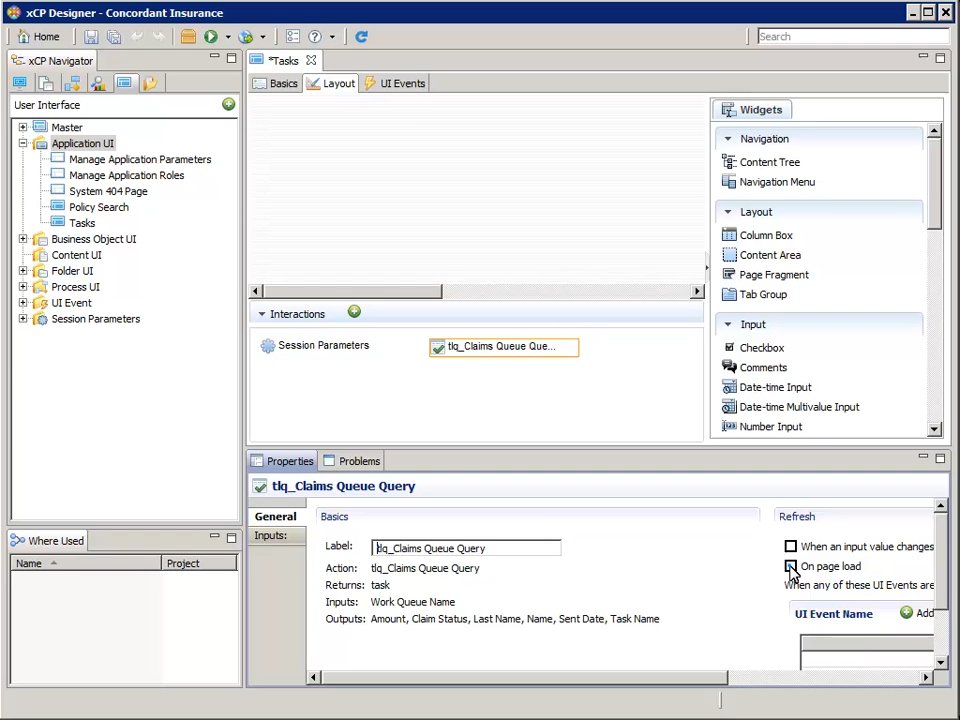 xCP Designer - Concordant Insurance
Home
Search
xCP Navigator
*Tasks
Basics
Layout
UI Events
User Interface
Master
Application UI
Manage Application Parameters
Manage Application Roles
System 404 Page
Policy Search
Tasks
Business Object UI
Content UI
Folder UI
Process UI
UI Event
Session Parameters
Widgets
Navigation
Content Tree
Navigation Menu
Layout
Column Box
Content Area
Page Fragment
Tab Group
Input
Checkbox
Comments
Date-time Input
Date-time Multivalue Input
Number Input
Interactions
Session Parameters
tlq_Claims Queue Que...
Properties
Problems
tlq_Claims Queue Query
General
Inputs:
Basics
Label:
tlq_Claims Queue Query
Action: tlq_Claims Queue Query
Returns: task
Inputs: Work Queue Name
Outputs: Amount, Claim Status, Last Name, Name, Sent Date, Task Name
Refresh
When an input value changes
On page load
When any of these UI Events are
UI Event Name
Add
Where Used
Name
Project